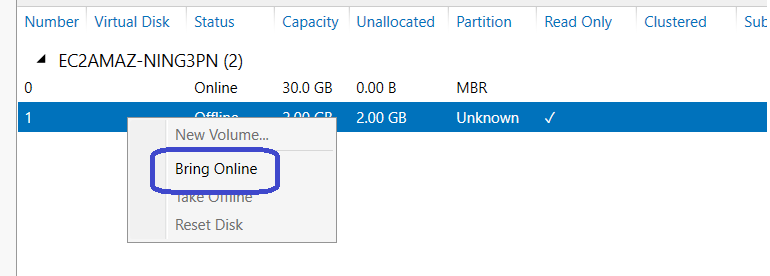 Number Virtual Disk Status Capacity Unallocated Partition Read Only Clustered Sub
EC2AMAZ-NING3PN (2)
0 Online 30.0 GB 0.00 B MBR
1 Offline 2.00 GB 2.00 GB Unknown ✓
New Volume...
Bring Online
Take Offline
Reset Disk